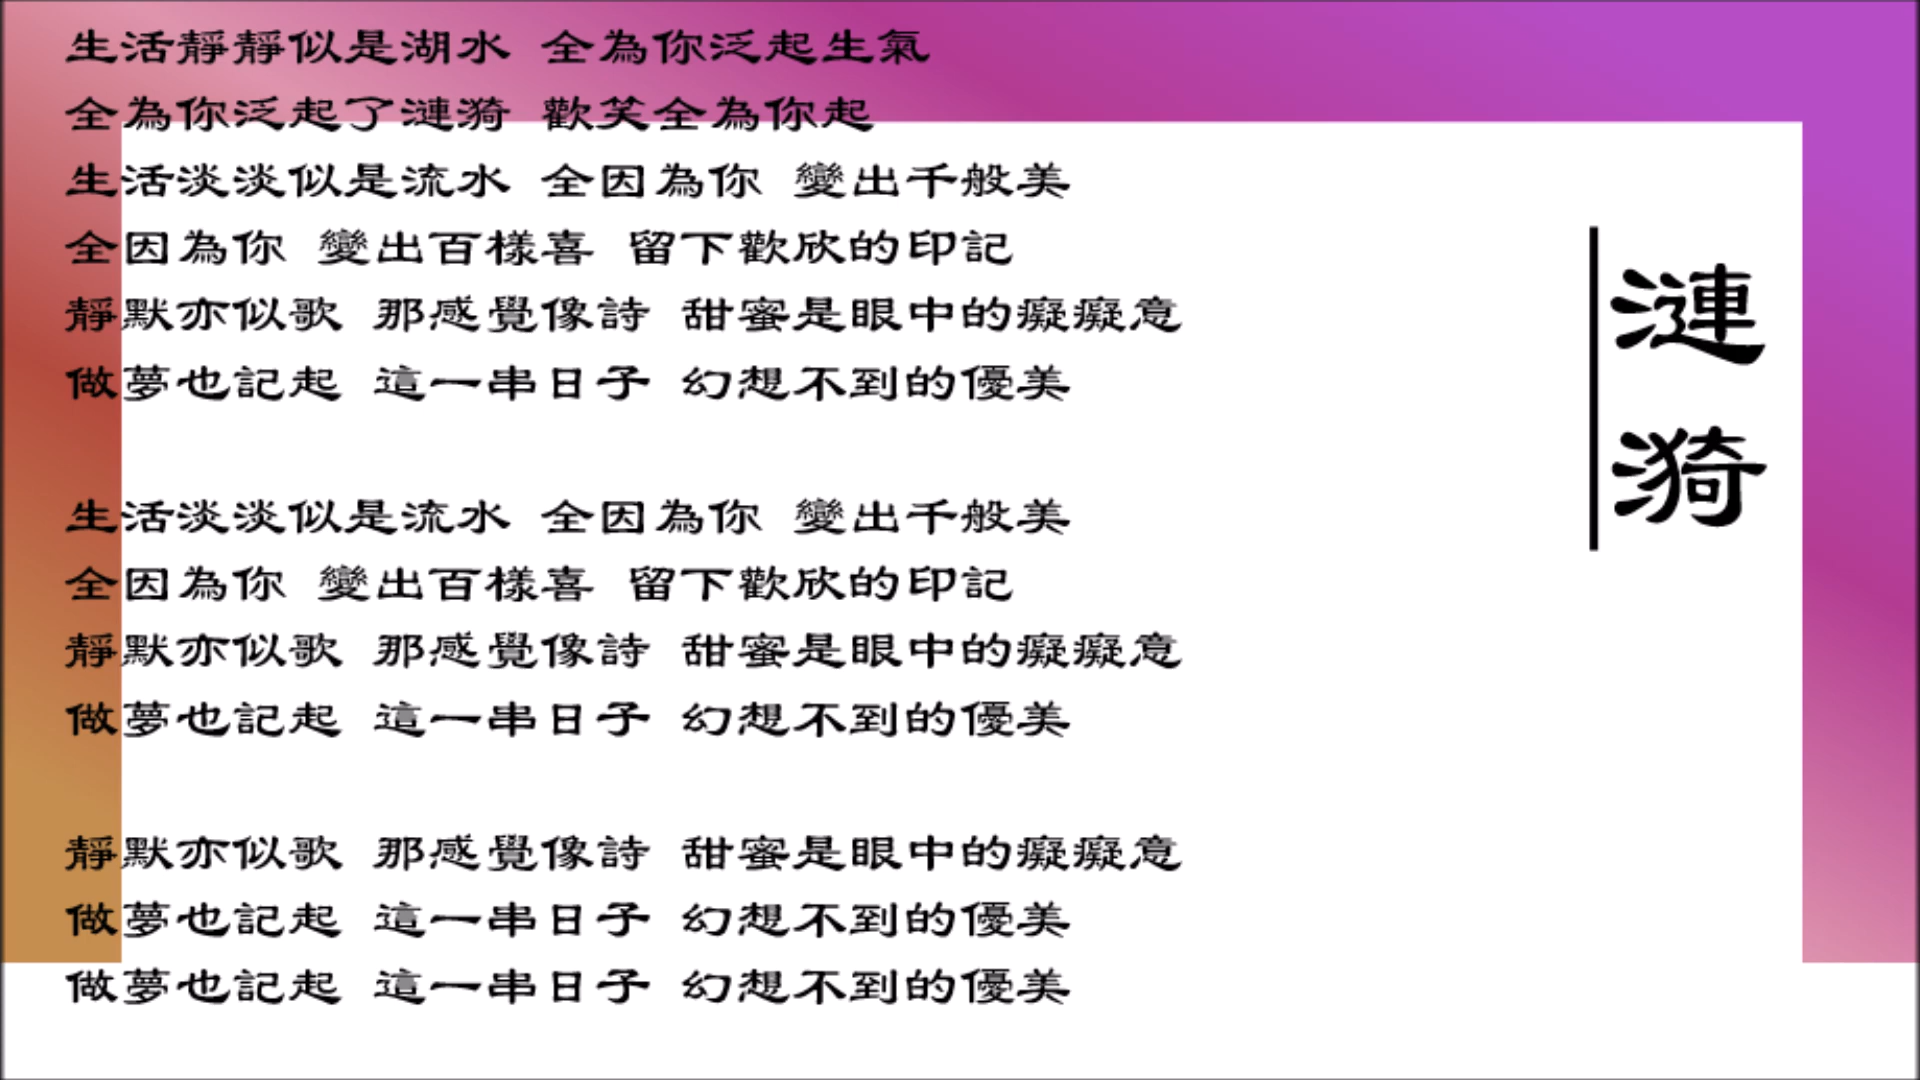 生活靜靜似是湖水 全為你泛起生氣
全為你泛起了漣漪 歡笑全為你起
生活淡淡似是流水 全因為你 變出千般美
全因為你 變出百樣喜 留下歡欣的印記
靜默亦似歌 那感覺像詩 甜蜜是眼中的癡癡意
做夢也記起 這一串日子 幻想不到的優美
生活淡淡似是流水 全因為你 變出千般美
全因為你 變出百樣喜 留下歡欣的印記
靜默亦似歌 那感覺像詩 甜蜜是眼中的癡癡意
做夢也記起 這一串日子 幻想不到的優美
靜默亦似歌 那感覺像詩 甜蜜是眼中的癡癡意
做夢也記起 這一串日子 幻想不到的優美
做夢也記起 這一串日子 幻想不到的優美
漣漪